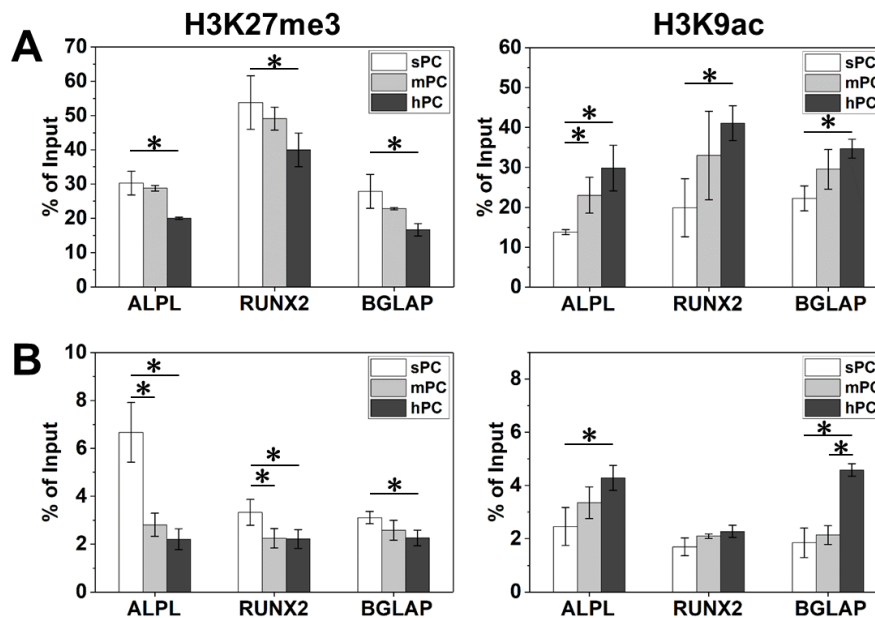 H3K27me3
H3K9ac
A
70
60
50
40
30
20
10
0
% of Input
sPC
mPC
hPC
*
*
*
ALPL
RUNX2
BGLAP
60
50
40
30
20
10
0
% of Input
sPC
mPC
hPC
*
*
*
*
ALPL
RUNX2
BGLAP
B
10
8
6
4
2
0
% of Input
sPC
mPC
hPC
*
*
*
*
*
ALPL
RUNX2
BGLAP
8
6
4
2
0
% of Input
sPC
mPC
hPC
*
*
*
ALPL
RUNX2
BGLAP